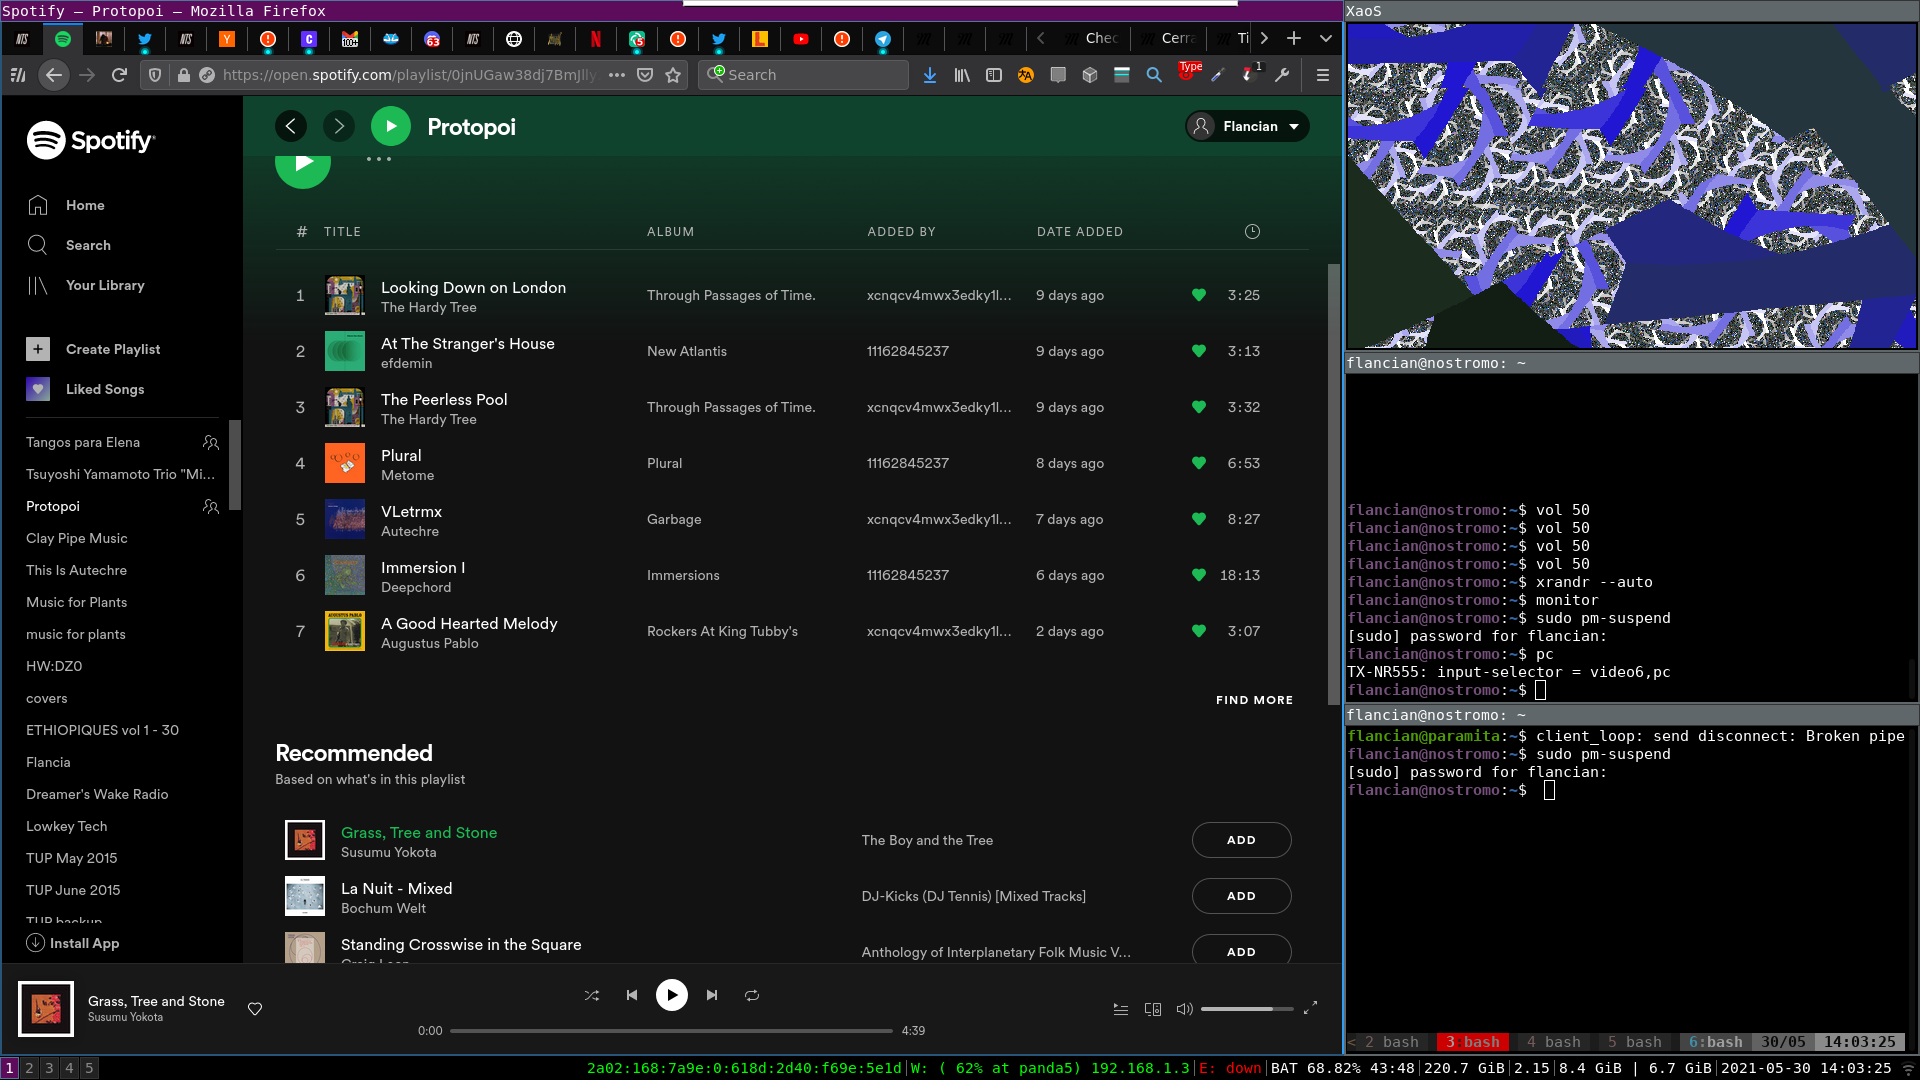 Spotify – Protopoi — Mozilla Firefox
NTS
NTS
Y
C
100+
63
NTS
N
5
L
Chec
Cerra
Ti
https://open.spotify.com/playlist/0jnUGaw38dj7BmJlly
Search
Type
1
Spotify
Home
Search
Your Library
Create Playlist
Liked Songs
Tangos para Elena
Tsuyoshi Yamamoto Trio "Mi...
Protopoi
Clay Pipe Music
This Is Autechre
Music for Plants
music for plants
HW:DZ0
covers
ETHIOPIQUES vol 1 - 30
Flancia
Dreamer's Wake Radio
Lowkey Tech
TUP May 2015
TUP June 2015
TUP backup
Install App
Protopoi
Flancian
# TITLE ALBUM ADDED BY DATE ADDED
1 Looking Down on London The Hardy Tree Through Passages of Time. xcnqcv4mwx3edky1l... 9 days ago 3:25
2 At The Stranger's House efdemin New Atlantis 11162845237 9 days ago 3:13
3 The Peerless Pool The Hardy Tree Through Passages of Time. xcnqcv4mwx3edky1l... 9 days ago 3:32
4 Plural Metome Plural 11162845237 8 days ago 6:53
5 VLetrmx Autechre Garbage xcnqcv4mwx3edky1l... 7 days ago 8:27
6 Immersion I Deepchord Immersions 11162845237 6 days ago 18:13
7 A Good Hearted Melody Augustus Pablo Rockers At King Tubby's xcnqcv4mwx3edky1l... 2 days ago 3:07
FIND MORE
Recommended
Based on what's in this playlist
Grass, Tree and Stone Susumu Yokota The Boy and the Tree ADD
La Nuit - Mixed Bochum Welt DJ-Kicks (DJ Tennis) [Mixed Tracks] ADD
Standing Crosswise in the Square Craig Leon Anthology of Interplanetary Folk Music V... ADD
Grass, Tree and Stone
Susumu Yokota
0:00
4:39
XaoS
flancian@nostromo: ~
flancian@nostromo:~$ vol 50
flancian@nostromo:~$ vol 50
flancian@nostromo:~$ vol 50
flancian@nostromo:~$ vol 50
flancian@nostromo:~$ xrandr --auto
flancian@nostromo:~$ monitor
flancian@nostromo:~$ sudo pm-suspend
[sudo] password for flancian:
flancian@nostromo:~$ pc
TX-NR555: input-selector = video6,pc
flancian@nostromo:~$
flancian@nostromo: ~
flancian@paramita:~$ client_loop: send disconnect: Broken pipe
flancian@nostromo:~$ sudo pm-suspend
[sudo] password for flancian:
flancian@nostromo:~$
< 2 bash 3:bash 4 bash 5 bash 6:bash 30/05 14:03:25
1 2 3 4 5
2a02:168:7a9e:0:618d:2d40:f69e:5e1d|W: ( 62% at panda5) 192.168.1.3|E: down|BAT 68.82% 43:48|220.7 GiB|2.15|8.4 GiB | 6.7 GiB|2021-05-30 14:03:25